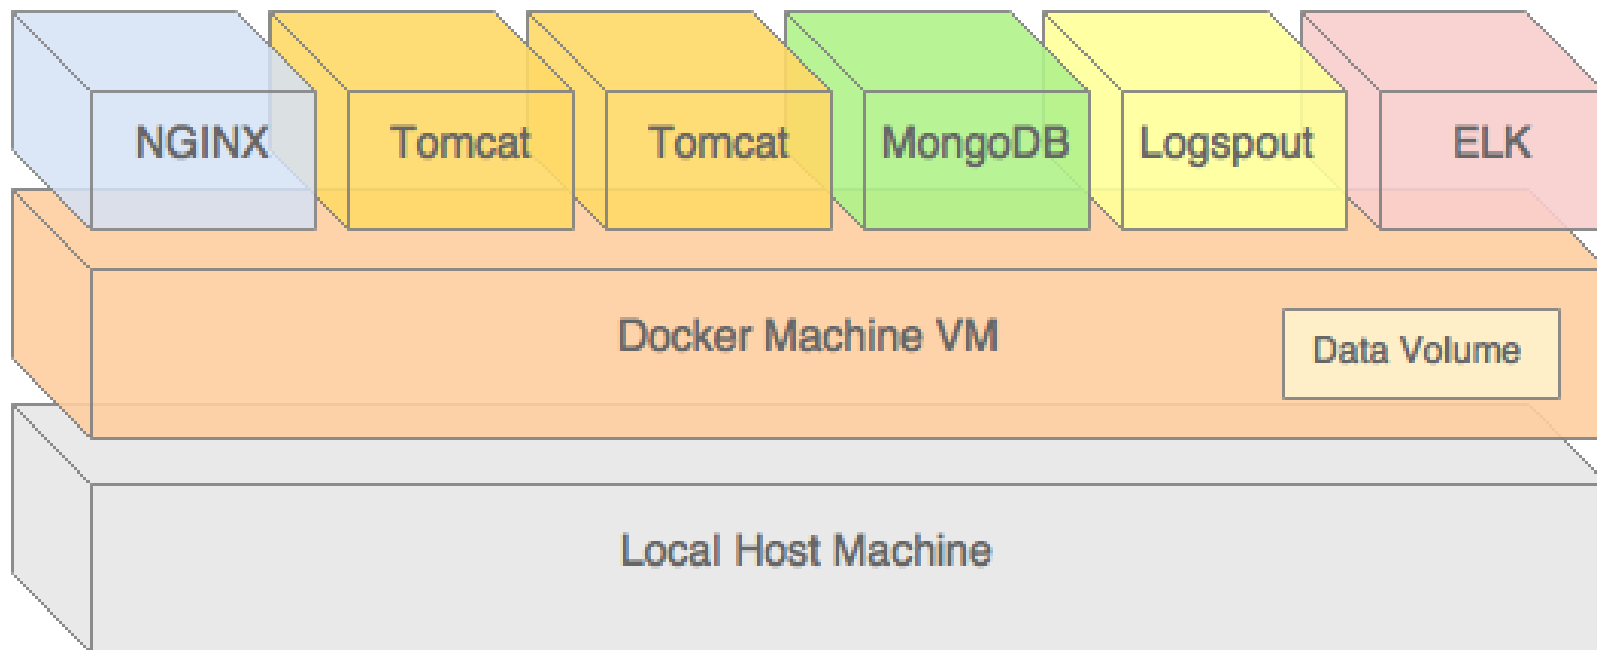 NGINX
Tomcat
Tomcat
MongoDB
Logspout
ELK
Docker Machine VM
Data Volume
Local Host Machine